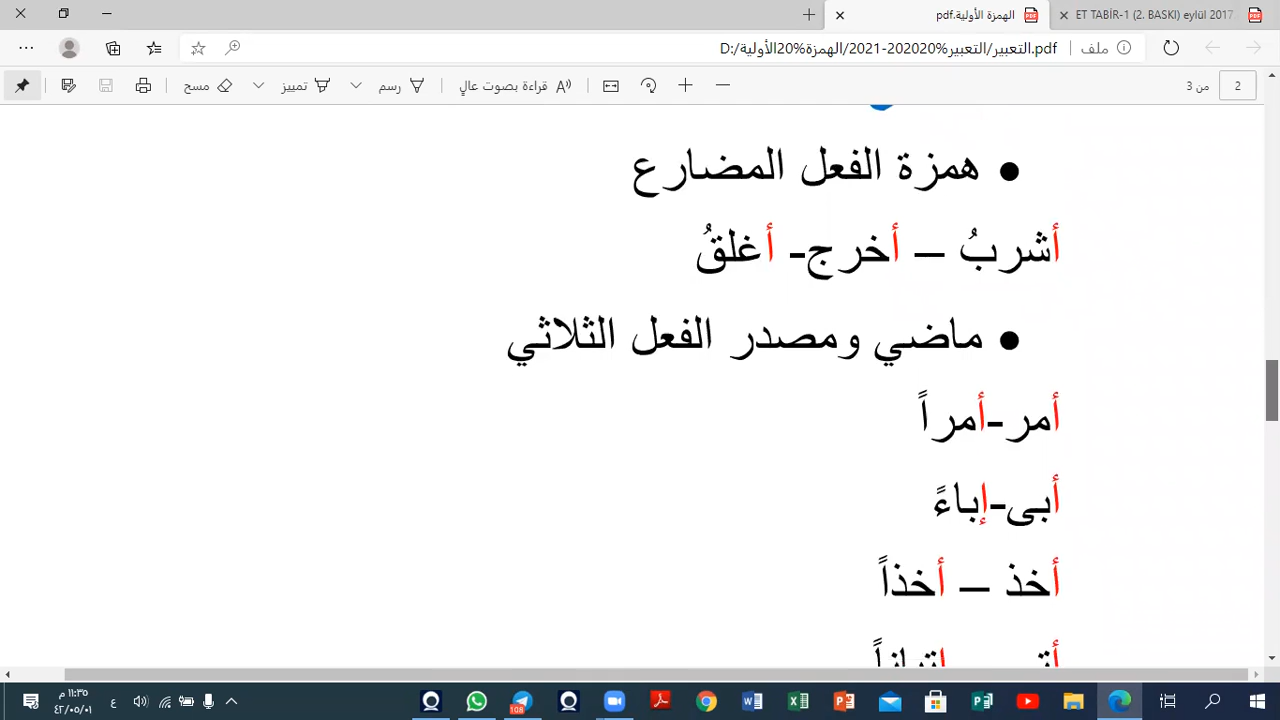 الهمزة الأولية.pdf
ET TABİR-1 (2. BASKI) eylül 2017
ملف
D:/التعبير/التعبير%202020-2021/الهمزة%20الأولية.pdf
2
من 3
قراءة بصوت عالٍ
رسم
تمييز
مسح
• همزة الفعل المضارع
أشربُ – أخرج- أغلقُ
• ماضي ومصدر الفعل الثلاثي
أمر-أمراً
أبى-إباءً
أخذ – أخذاً
108
ع
١١:٣٥ م
٤٢/٠٥/٠١